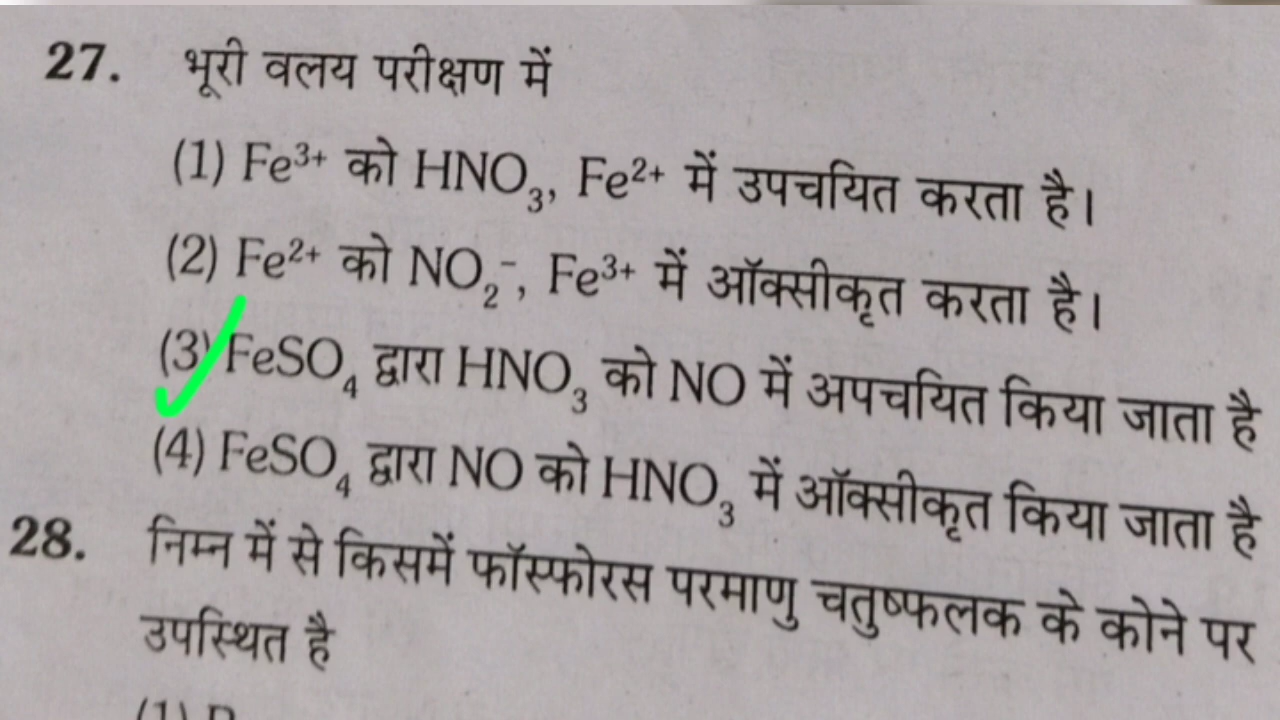 27. भूरी वलय परीक्षण में
(1) Fe³⁺ को HNO₃, Fe²⁺ में उपचयित करता है।
(2) Fe²⁺ को NO₂⁻, Fe³⁺ में ऑक्सीकृत करता है।
(3) FeSO₄ द्वारा HNO₃ को NO में अपचयित किया जाता है
(4) FeSO₄ द्वारा NO को HNO₃ में ऑक्सीकृत किया जाता है
28. निम्न में से किसमें फॉस्फोरस परमाणु चतुष्फलक के कोने पर
उपस्थित है
(1)